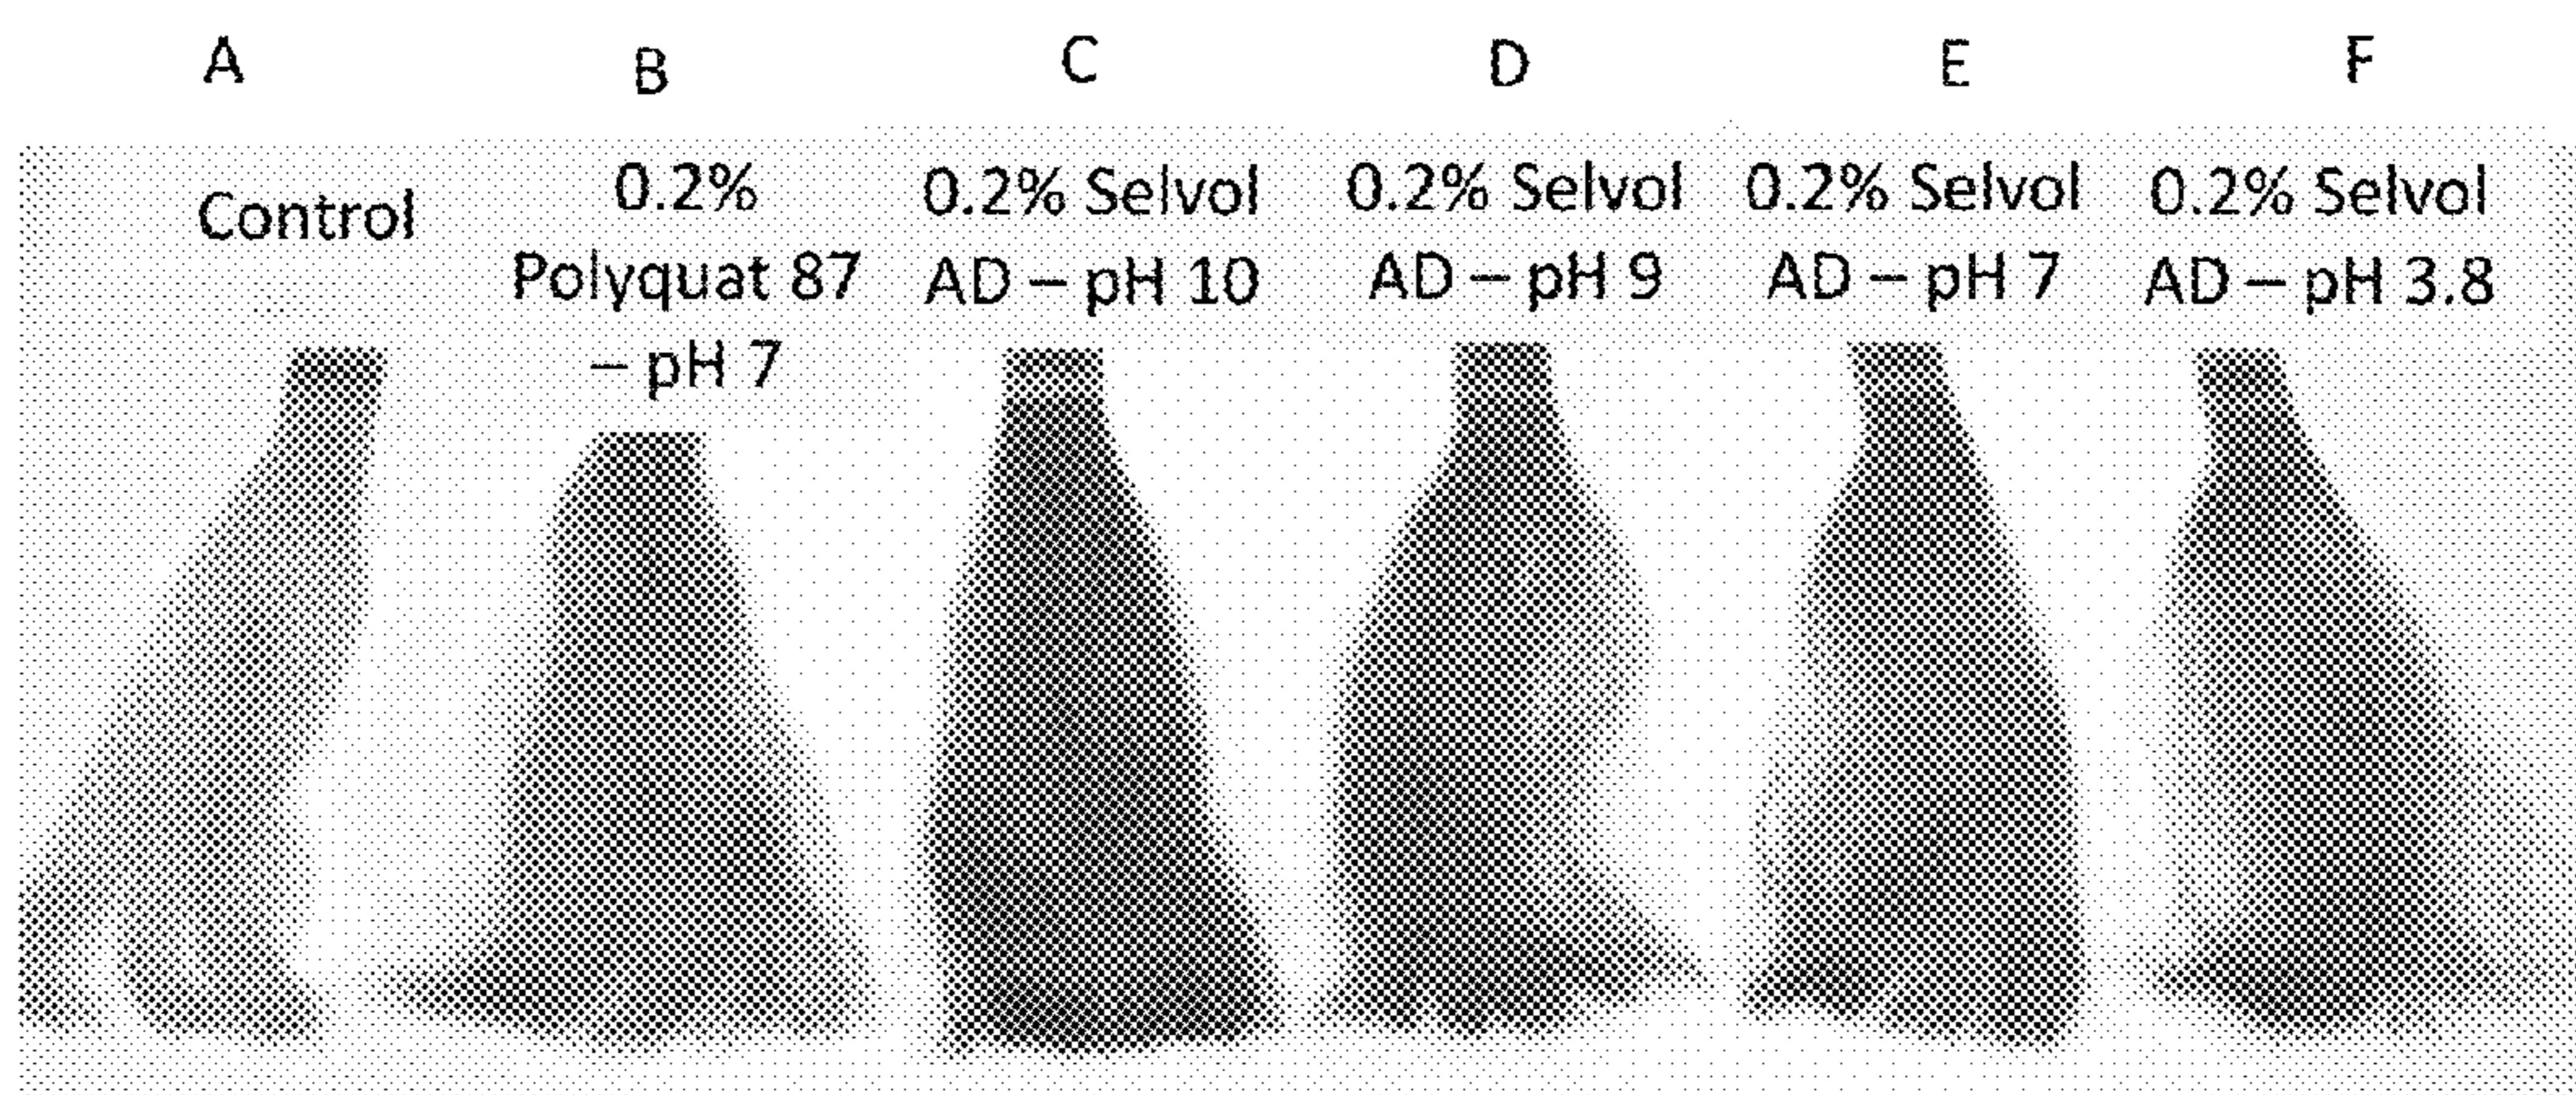 A
B
C
D
E
F
Control
0.2%
Polyquat 87
– pH 7
0.2% Selvol
AD – pH 10
0.2% Selvol
AD – pH 9
0.2% Selvol
AD – pH 7
0.2% Selvol
AD – pH 3.8